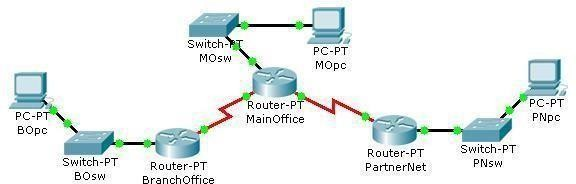 Switch-PT
MOsw
PC-PT
MOpc
Router-PT
MainOffice
PC-PT
BOpc
Switch-PT
BOsw
Router-PT
BranchOffice
Router-PT
PartnerNet
Switch-PT
PNsw
PC-PT
PNpc